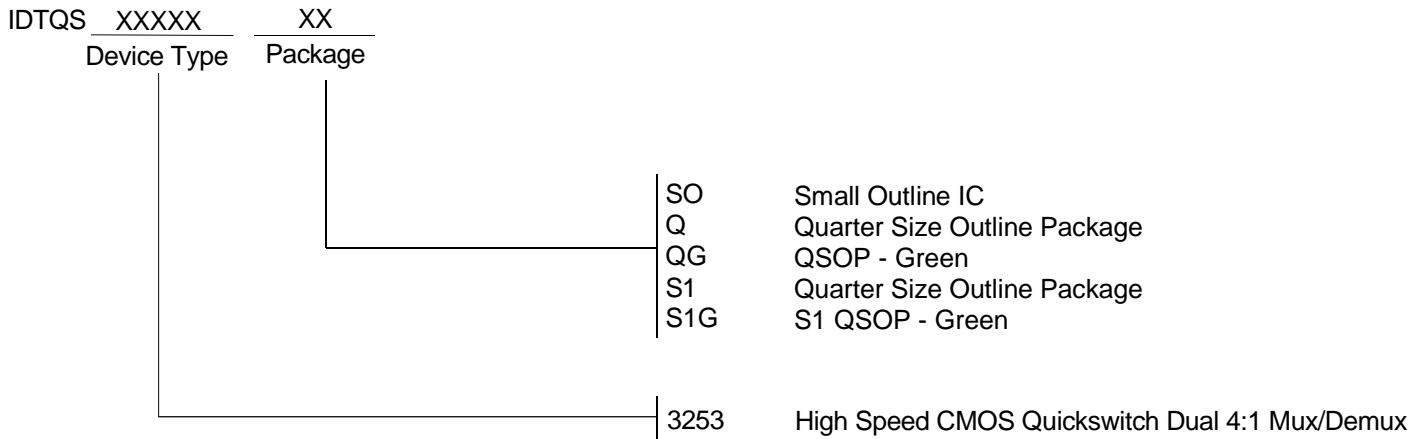 IDTQS XXXXX XX
Device Type Package
SO Small Outline IC
Q Quarter Size Outline Package
QG QSOP - Green
S1 Quarter Size Outline Package
S1G S1 QSOP - Green
3253 High Speed CMOS Quickswitch Dual 4:1 Mux/Demux